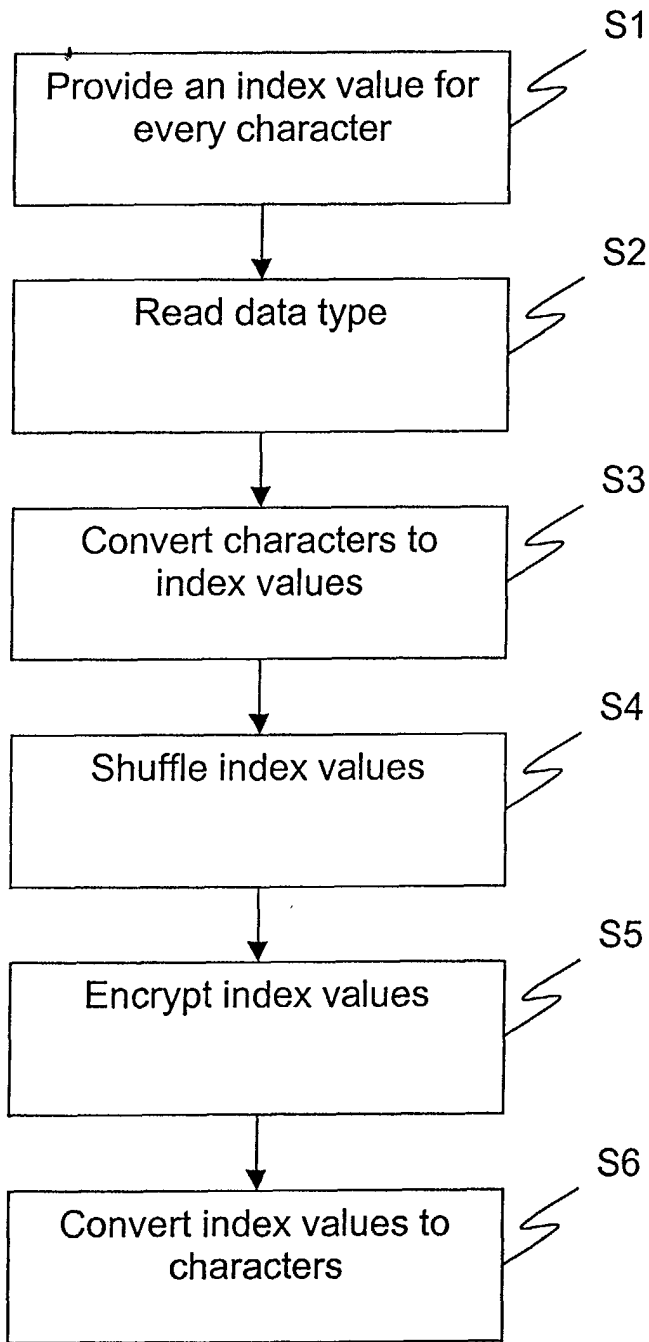 S1
Provide an index value for
every character
S2
Read data type
S3
Convert characters to
index values
S4
Shuffle index values
S5
Encrypt index values
S6
Convert index values to
characters